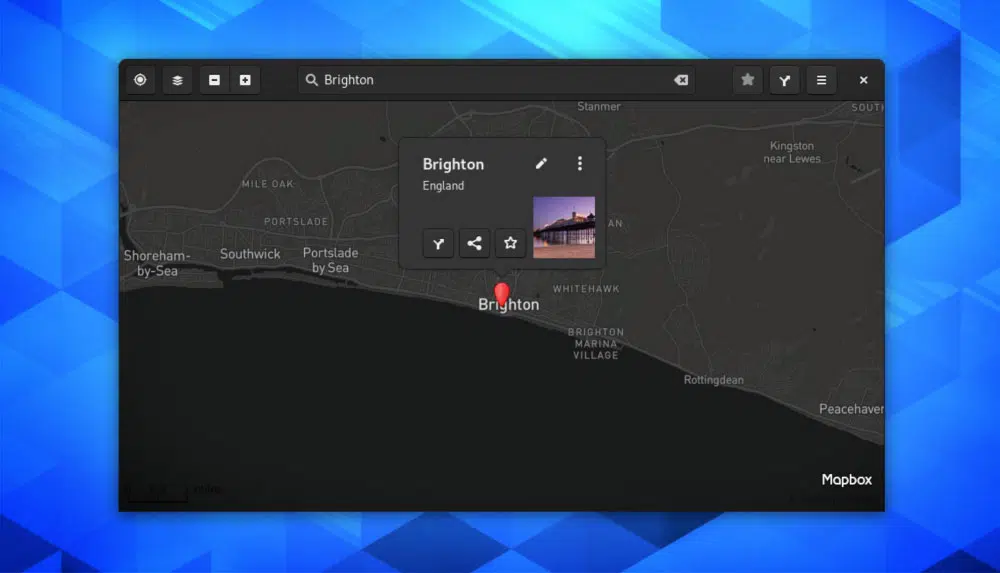 Brighton
Stanmer
SOUTH
Kingston
near Lewes
Brighton
England
MILE OAK
PORTSLADE
AN
Shoreham-
by-Sea
Southwick
Portslade
by Sea
WHITEHAWK
Brighton
BRIGHTON
MARINA
VILLAGE
Rottingdean
Peacehaven
Mapbox